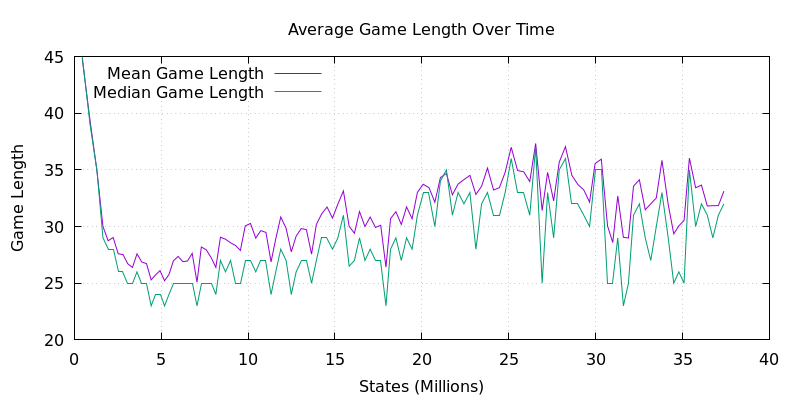 Average Game Length Over Time
Mean Game Length
Median Game Length
45
40
35
30
25
20
Game Length
0 5 10 15 20 25 30 35 40
States (Millions)